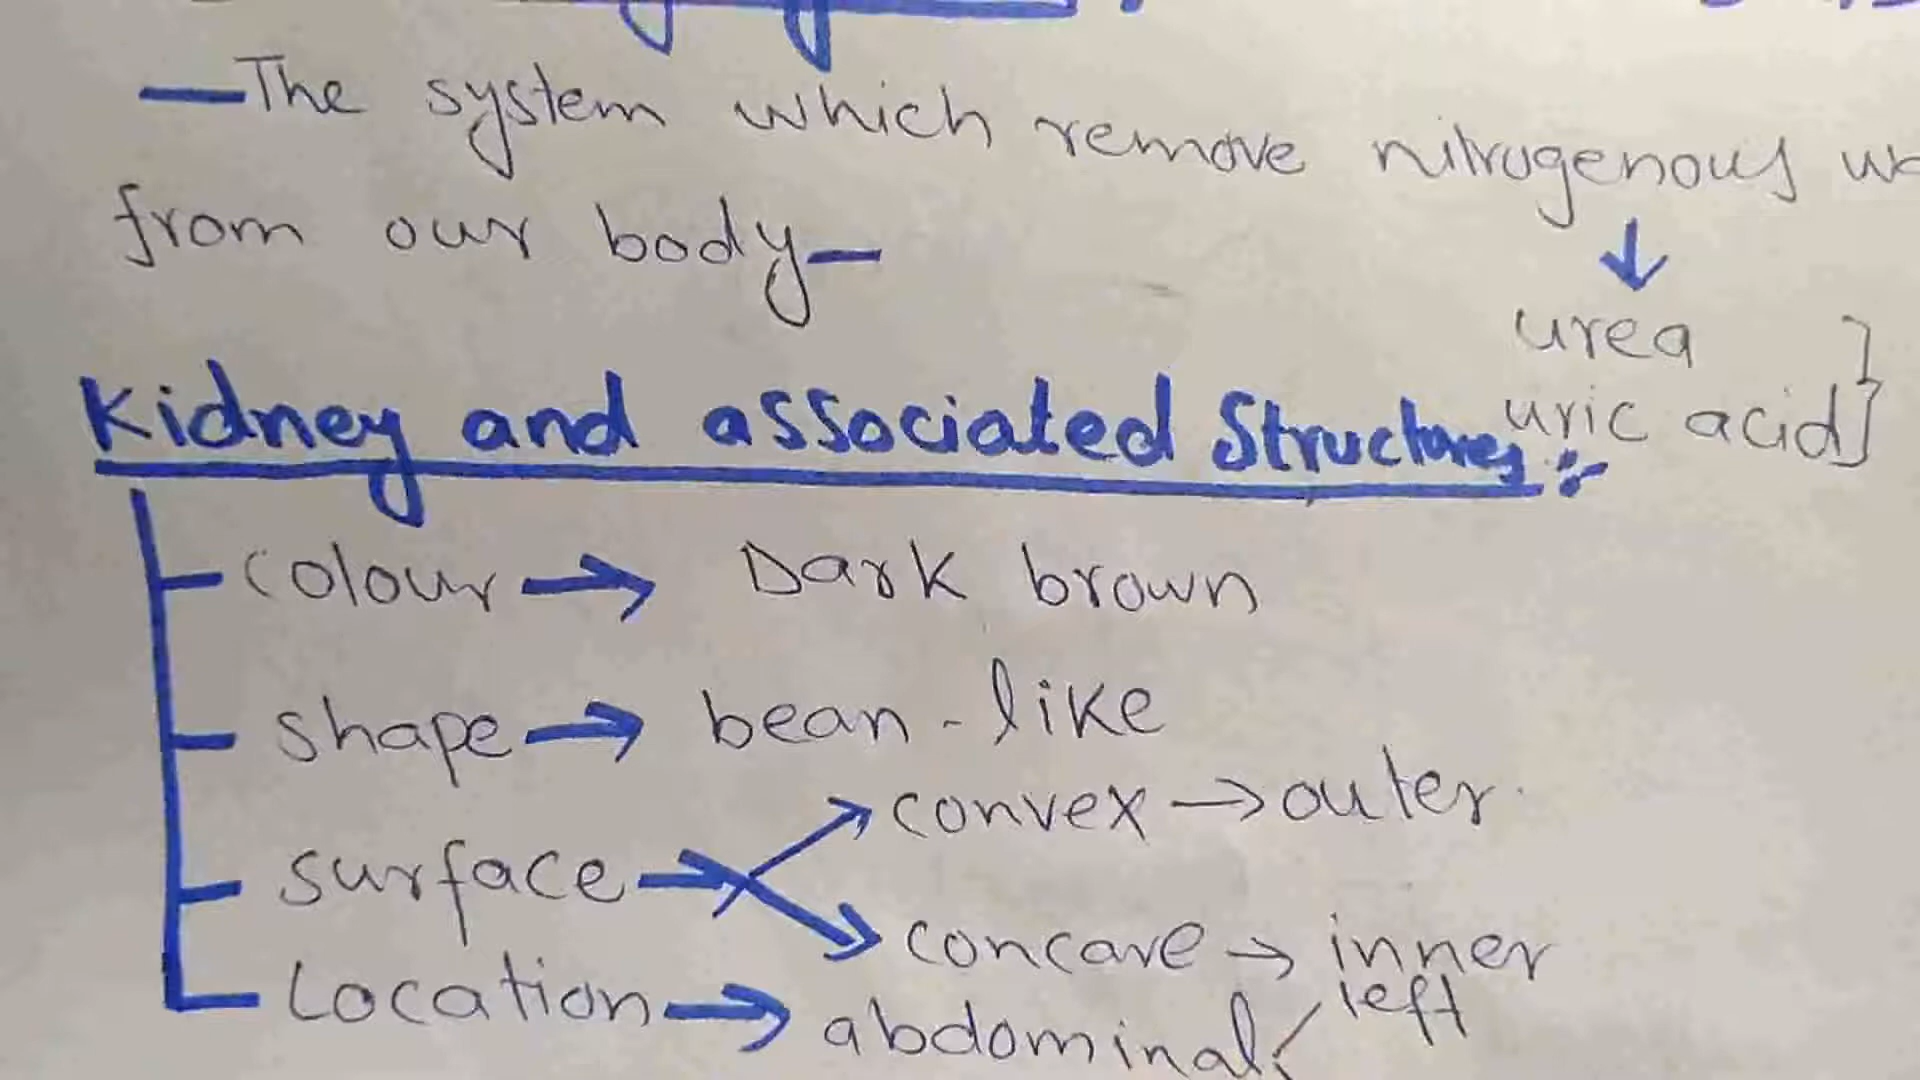 —The system which remove nitrogenous
from our body—
↓
urea
uric acid }
Kidney and associated Structures :-
Colour → Dark brown
shape → bean-like
surface → convex → outer
concave → inner
Location → abdominal left